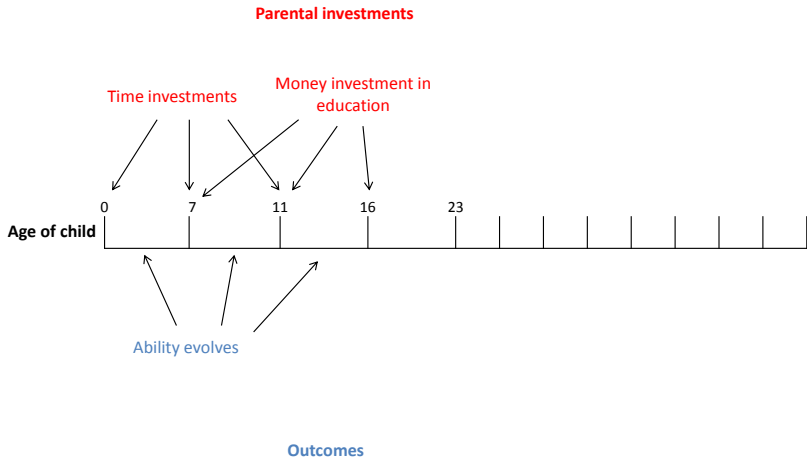 Parental investments
Time investments
Money investment in
education
0 7 11 16 23
Age of child
Ability evolves
Outcomes